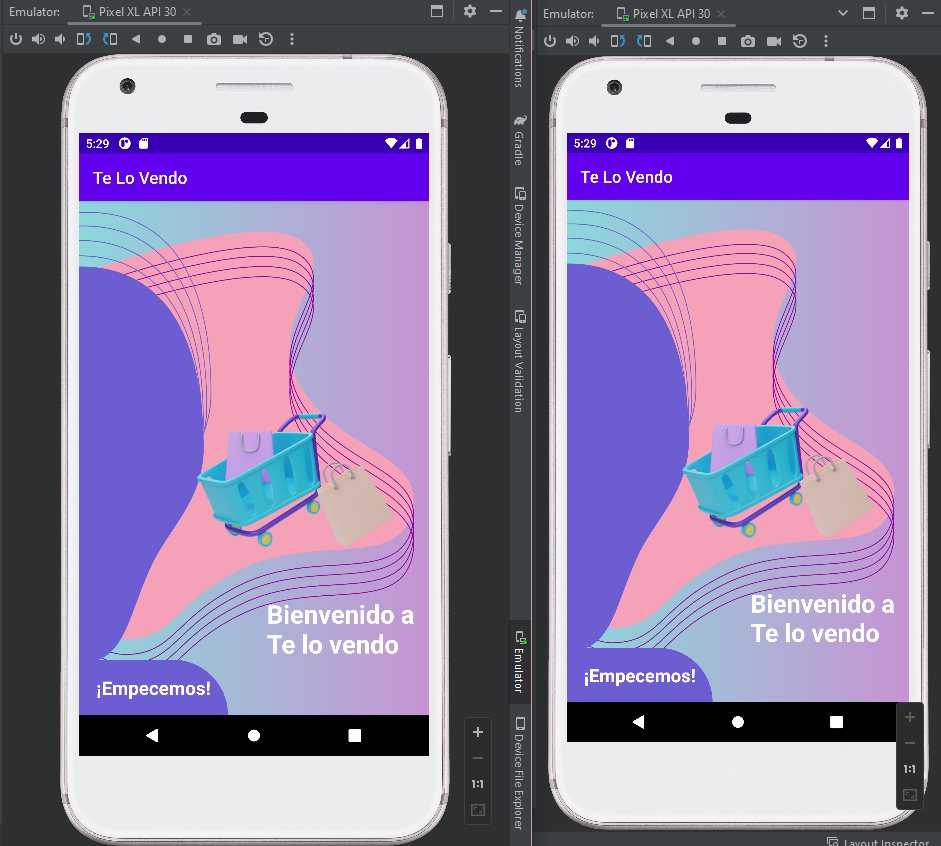 Emulator:
Pixel XL API 30
5:29
Te Lo Vendo
Bienvenido a
Te lo vendo
¡Empecemos!
1:1
Notifications
Gradle
Device Manager
Layout Validation
Emulator
Device File Explorer
Emulator:
Pixel XL API 30
5:29
Te Lo Vendo
Bienvenido a
Te lo vendo
¡Empecemos!
1:1
Layout Inspector